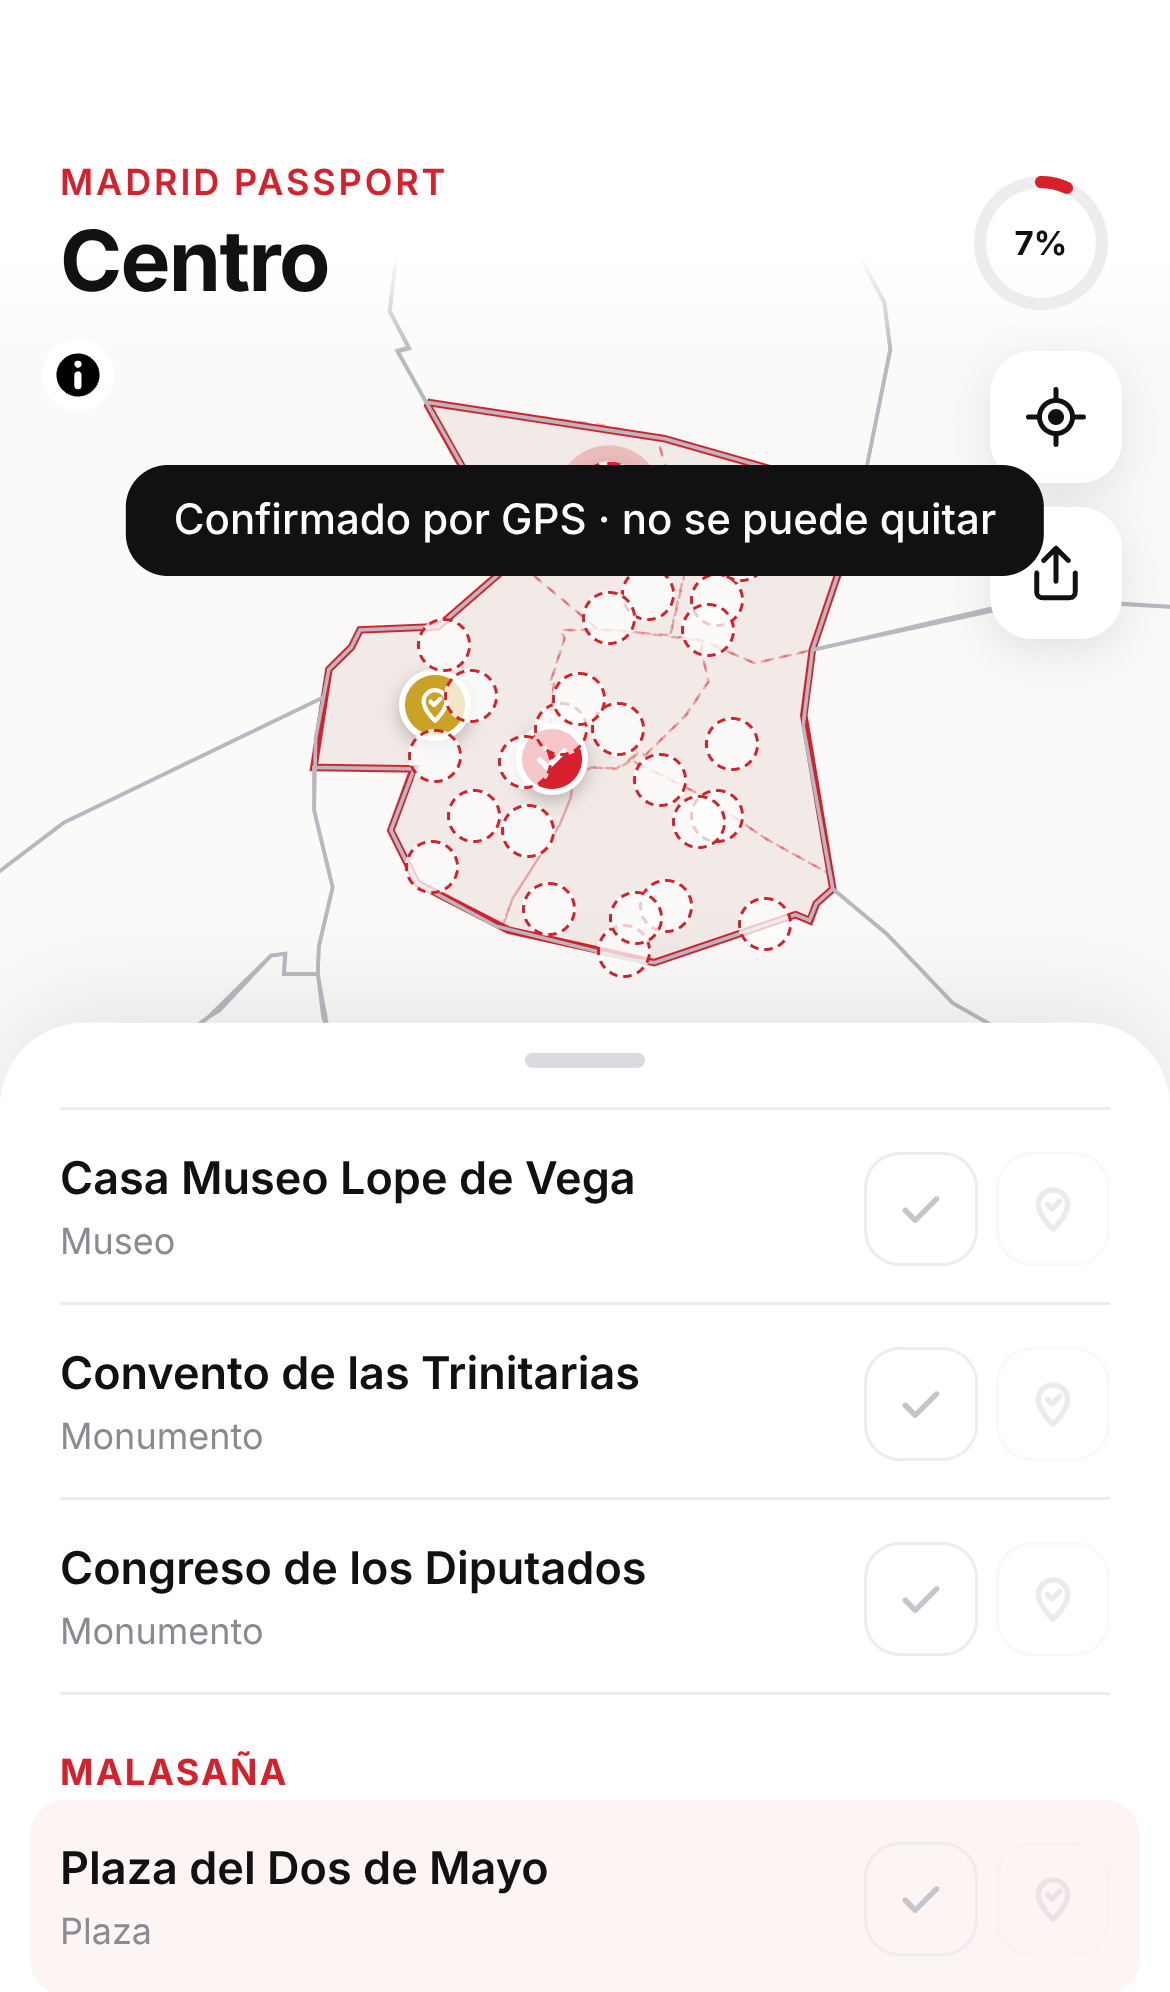 MADRID PASSPORT
Centro
7%
Confirmado por GPS · no se puede quitar
Casa Museo Lope de Vega
Museo
Convento de las Trinitarias
Monumento
Congreso de los Diputados
Monumento
MALASAÑA
Plaza del Dos de Mayo
Plaza